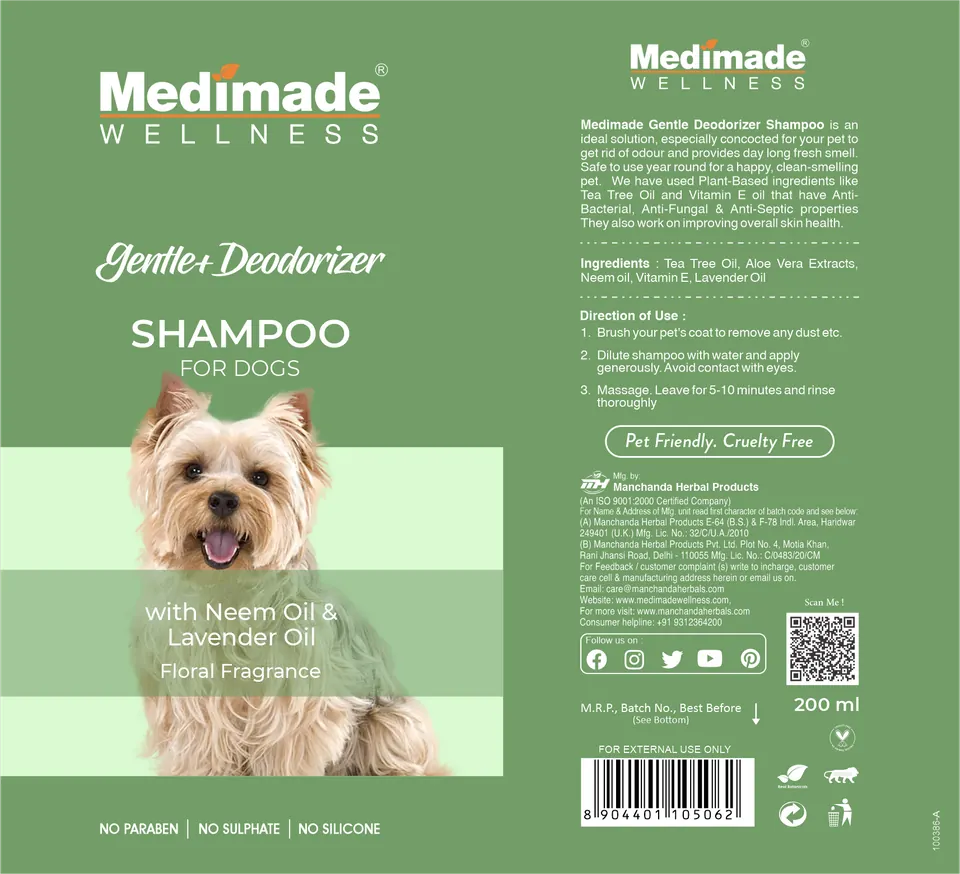 Medimade®
WELLNESS
Gentle+ Deodorizer
SHAMPOO
FOR DOGS
with Neem Oil &
Lavender Oil
Floral Fragrance
NO PARABEN | NO SULPHATE | NO SILICONE
Medimade®
WELLNESS
Medimade Gentle Deodorizer Shampoo is an
ideal solution, especially concocted for your pet to
get rid of odour and provides day long fresh smell.
Safe to use year round for a happy, clean-smelling
pet. We have used Plant-Based ingredients like
Tea Tree Oil and Vitamin E oil that have Anti-
Bacterial, Anti-Fungal & Anti-Septic properties
They also work on improving overall skin health.
Ingredients : Tea Tree Oil, Aloe Vera Extracts,
Neem oil, Vitamin E, Lavender Oil
Direction of Use :
1. Brush your pet's coat to remove any dust etc.
2. Dilute shampoo with water and apply
generously. Avoid contact with eyes.
3. Massage. Leave for 5-10 minutes and rinse
thoroughly
Pet Friendly. Cruelty Free
MH
Mfg. by:
Manchanda Herbal Products
(An ISO 9001:2000 Certified Company)
For Name & Address of Mfg. unit read first character of batch code and see below:
(A) Manchanda Herbal Products E-64 (B.S.) & F-78 Indl. Area, Haridwar
249401 (U.K.) Mfg. Lic. No.: 32/C/U.A./2010
(B) Manchanda Herbal Products Pvt. Ltd. Plot No. 4, Motia Khan,
Rani Jhansi Road, Delhi - 110055 Mfg. Lic. No.: C/0483/20/CM
For Feedback / customer complaint (s) write to incharge, customer
care cell & manufacturing address herein or email us on.
Email: care@manchandaherbals.com
Website: www.medimadewellness.com,
For more visit: www.manchandaherbals.com
Consumer helpline: +91 9312364200
Scan Me !
Follow us on :
M.R.P., Batch No., Best Before
(See Bottom)
200 ml
FOR EXTERNAL USE ONLY
8 904401 105062
100386-A